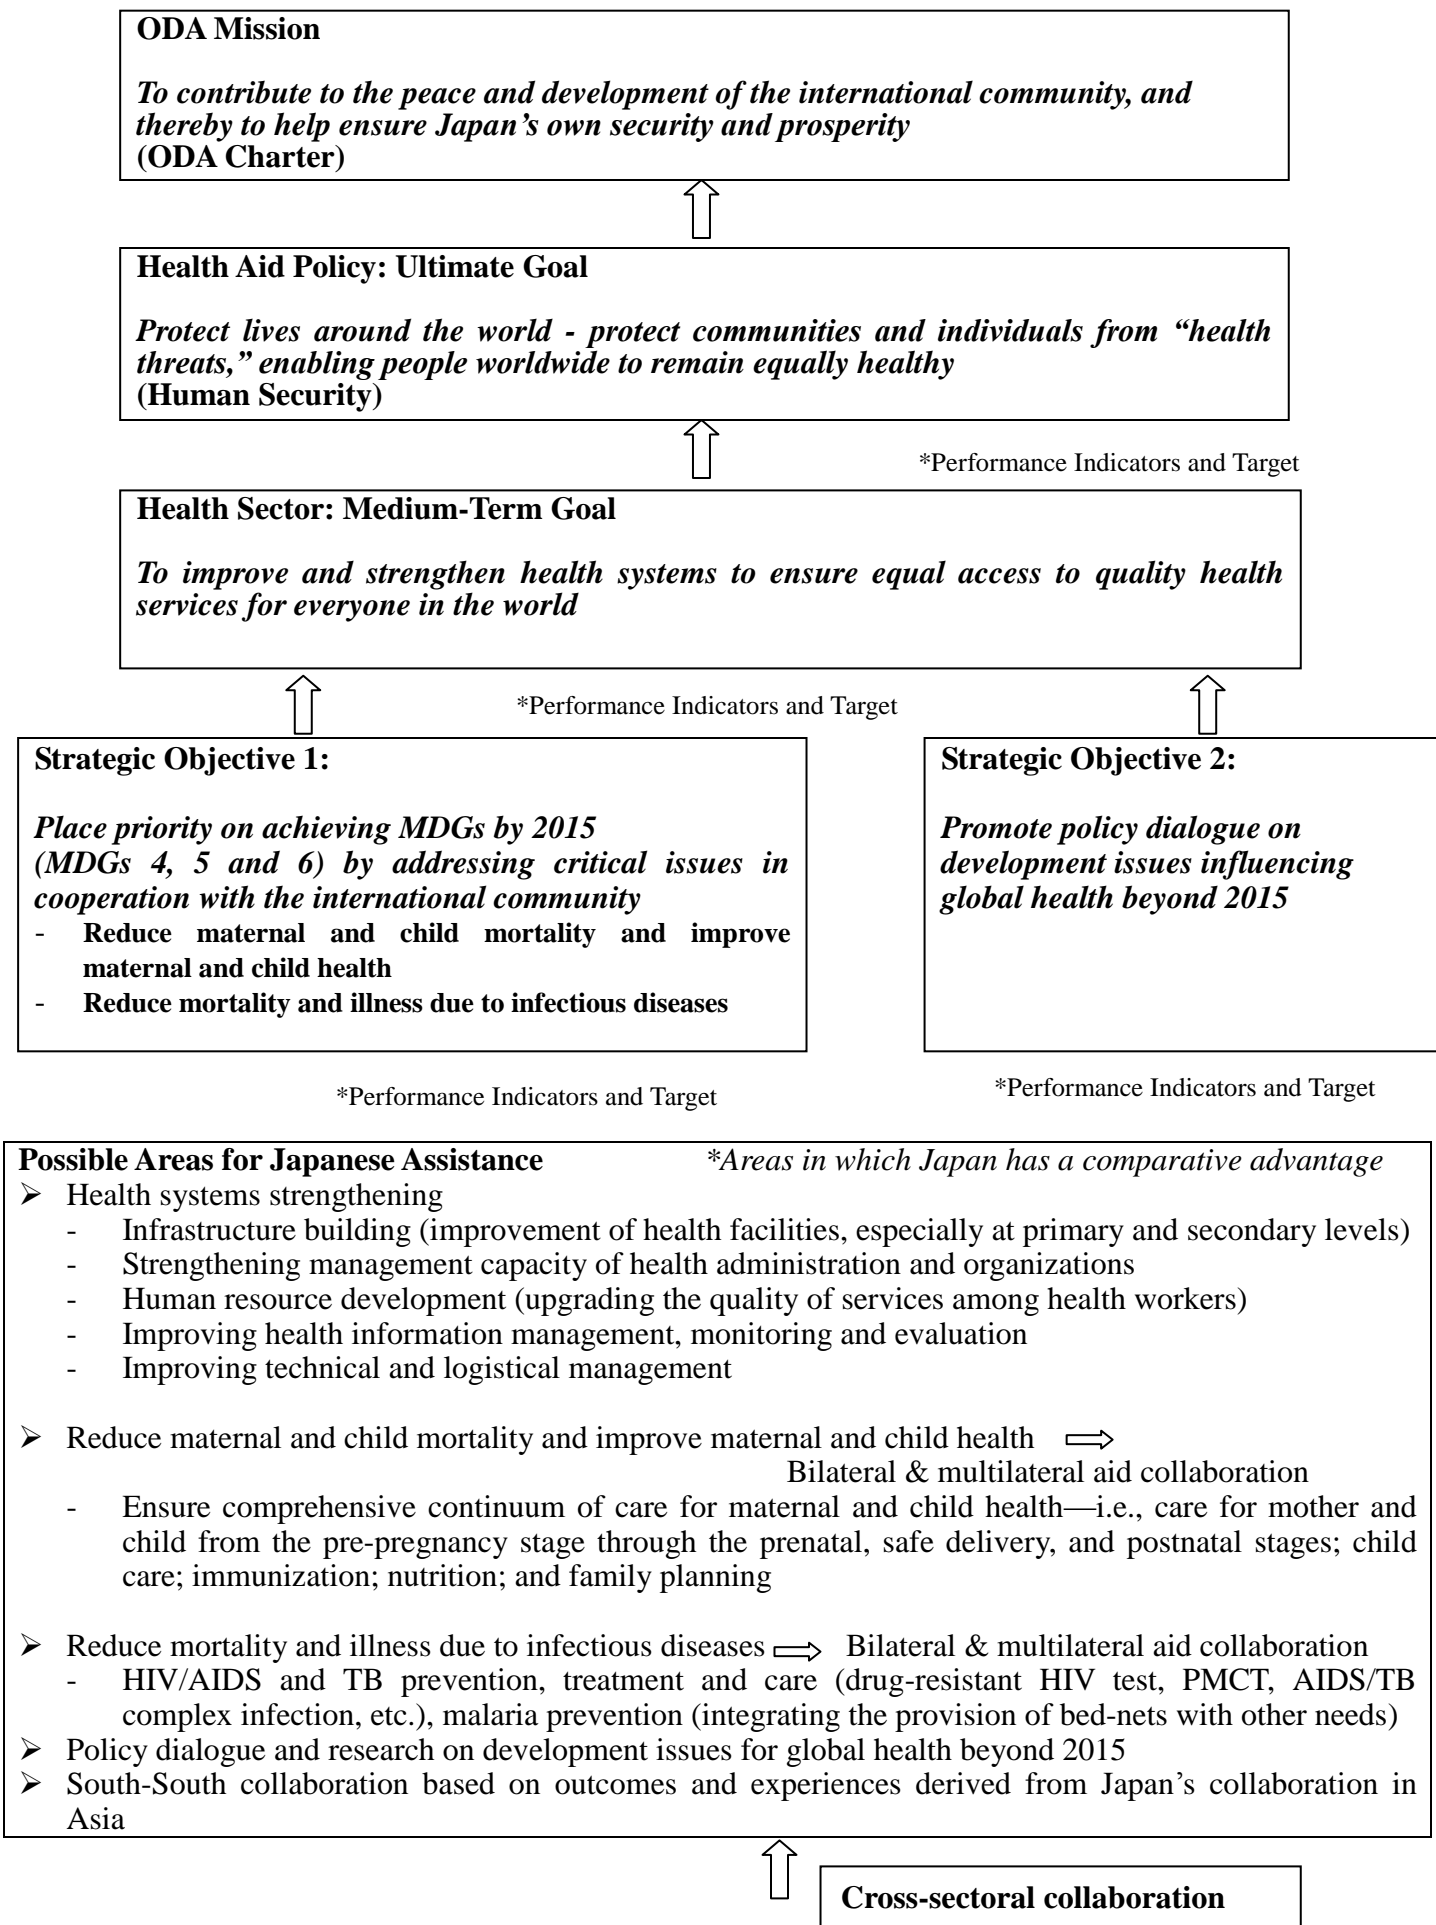 ODA Mission
To contribute to the peace and development of the international community, and
thereby to help ensure Japan’s own security and prosperity
(ODA Charter)
Health Aid Policy: Ultimate Goal
Protect lives around the world - protect communities and individuals from “health
threats,” enabling people worldwide to remain equally healthy
(Human Security)
*Performance Indicators and Target
Health Sector: Medium-Term Goal
To improve and strengthen health systems to ensure equal access to quality health
services for everyone in the world
*Performance Indicators and Target
Strategic Objective 1:
Place priority on achieving MDGs by 2015
(MDGs 4, 5 and 6) by addressing critical issues in
cooperation with the international community
- Reduce maternal and child mortality and improve
maternal and child health
- Reduce mortality and illness due to infectious diseases
*Performance Indicators and Target
Strategic Objective 2:
Promote policy dialogue on
development issues influencing
global health beyond 2015
*Performance Indicators and Target
Possible Areas for Japanese Assistance *Areas in which Japan has a comparative advantage
➢ Health systems strengthening
- Infrastructure building (improvement of health facilities, especially at primary and secondary levels)
- Strengthening management capacity of health administration and organizations
- Human resource development (upgrading the quality of services among health workers)
- Improving health information management, monitoring and evaluation
- Improving technical and logistical management
➢ Reduce maternal and child mortality and improve maternal and child health ⇨
Bilateral & multilateral aid collaboration
- Ensure comprehensive continuum of care for maternal and child health—i.e., care for mother and
child from the pre-pregnancy stage through the prenatal, safe delivery, and postnatal stages; child
care; immunization; nutrition; and family planning
➢ Reduce mortality and illness due to infectious diseases ⇨ Bilateral & multilateral aid collaboration
- HIV/AIDS and TB prevention, treatment and care (drug-resistant HIV test, PMCT, AIDS/TB
complex infection, etc.), malaria prevention (integrating the provision of bed-nets with other needs)
➢ Policy dialogue and research on development issues for global health beyond 2015
➢ South-South collaboration based on outcomes and experiences derived from Japan’s collaboration in
Asia
Cross-sectoral collaboration